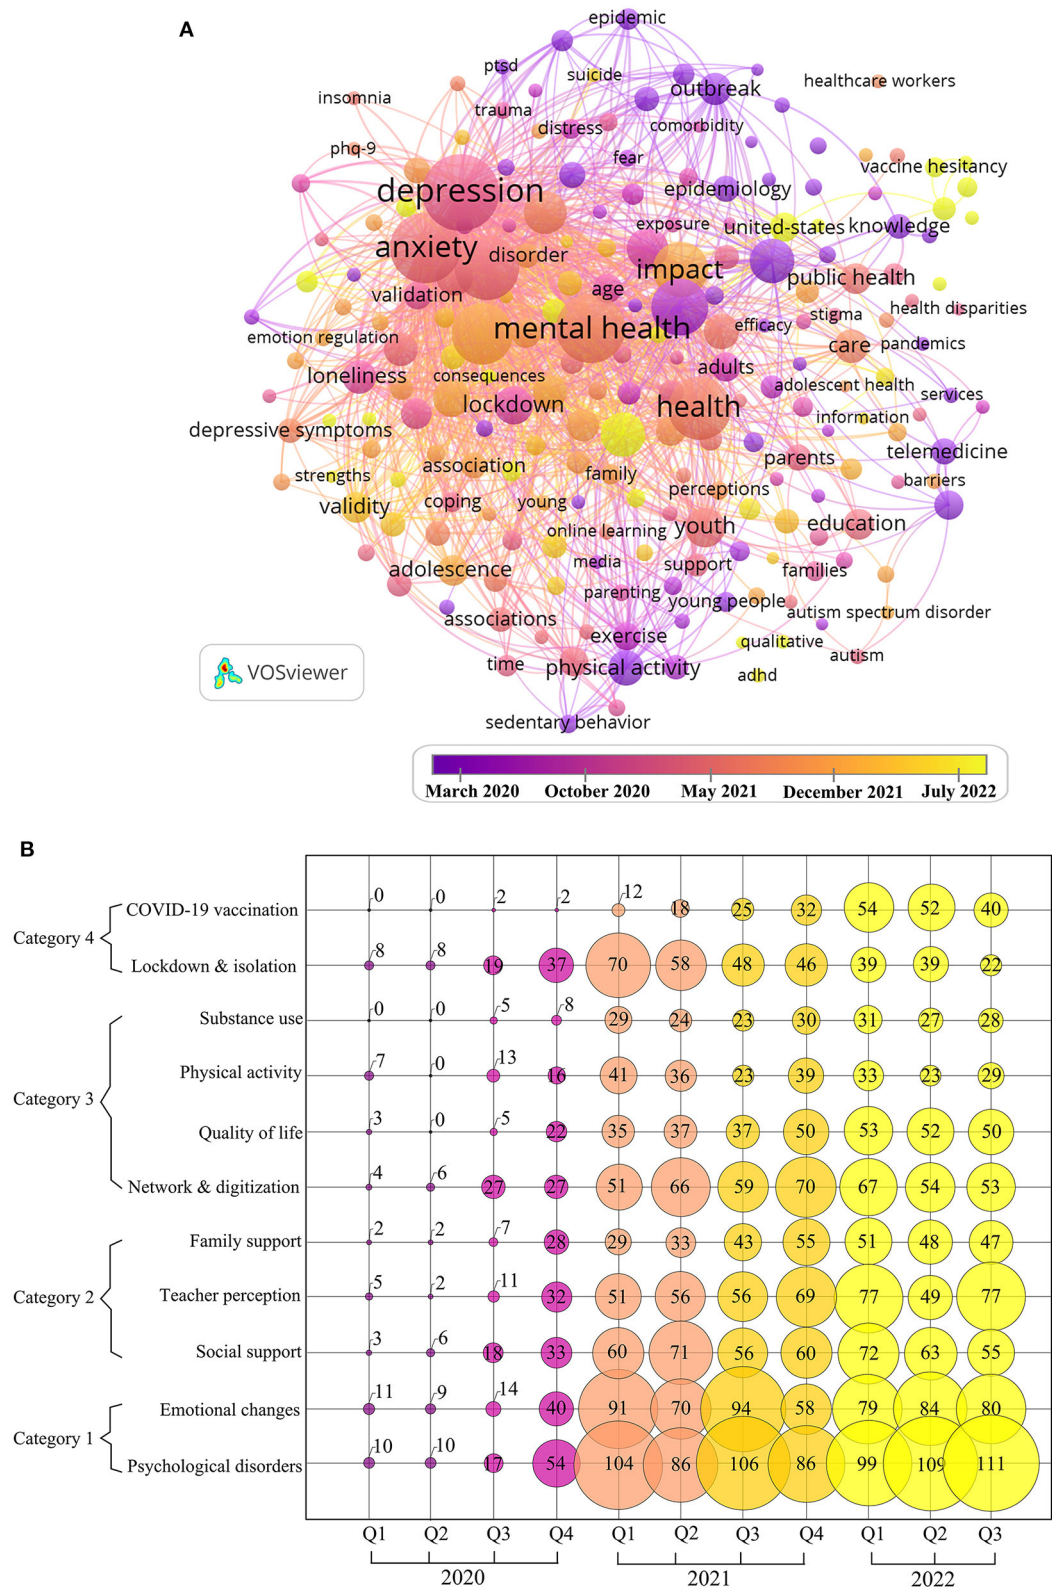 A
epidemic
ptsd
suicide
outbreak
healthcare workers
insomnia
trauma
distress
comorbidity
phq-9
fear
vaccine hesitancy
depression
epidemiology
exposure
united-states
knowledge
anxiety
disorder
impact
public health
validation
age
health disparities
stigma
mental health
efficacy
emotion regulation
care
pandemics
loneliness
consequences
adults
adolescent health
services
lockdown
health
information
depressive symptoms
telemedicine
association
parents
strengths
family
barriers
perceptions
validity
coping
young
online learning
youth
education
media
support
adolescence
families
parenting
young people
autism spectrum disorder
associations
exercise
qualitative
time
physical activity
autism
adhd
VOSviewer
sedentary behavior
March 2020 October 2020 May 2021 December 2021 July 2022
B
Category 4
COVID-19 vaccination 0 0 2 2 12 18 25 32 54 52 40
Lockdown & isolation 8 8 19 37 70 58 48 46 39 39 22
Category 3
Substance use 0 0 5 8 29 24 23 30 31 27 28
Physical activity 7 0 13 16 41 36 23 39 33 23 29
Quality of life 3 0 5 22 35 37 37 50 53 52 50
Network & digitization 4 6 27 27 51 66 59 70 67 54 53
Category 2
Family support 2 2 7 28 29 33 43 55 51 48 47
Teacher perception 5 2 11 32 51 56 56 69 77 49 77
Social support 3 6 18 33 60 71 56 60 72 63 55
Category 1
Emotional changes 11 9 14 40 91 70 94 58 79 84 80
Psychological disorders 10 10 17 54 104 86 106 86 99 109 111
Q1 Q2 Q3 Q4 Q1 Q2 Q3 Q4 Q1 Q2 Q3
2020 2021 2022